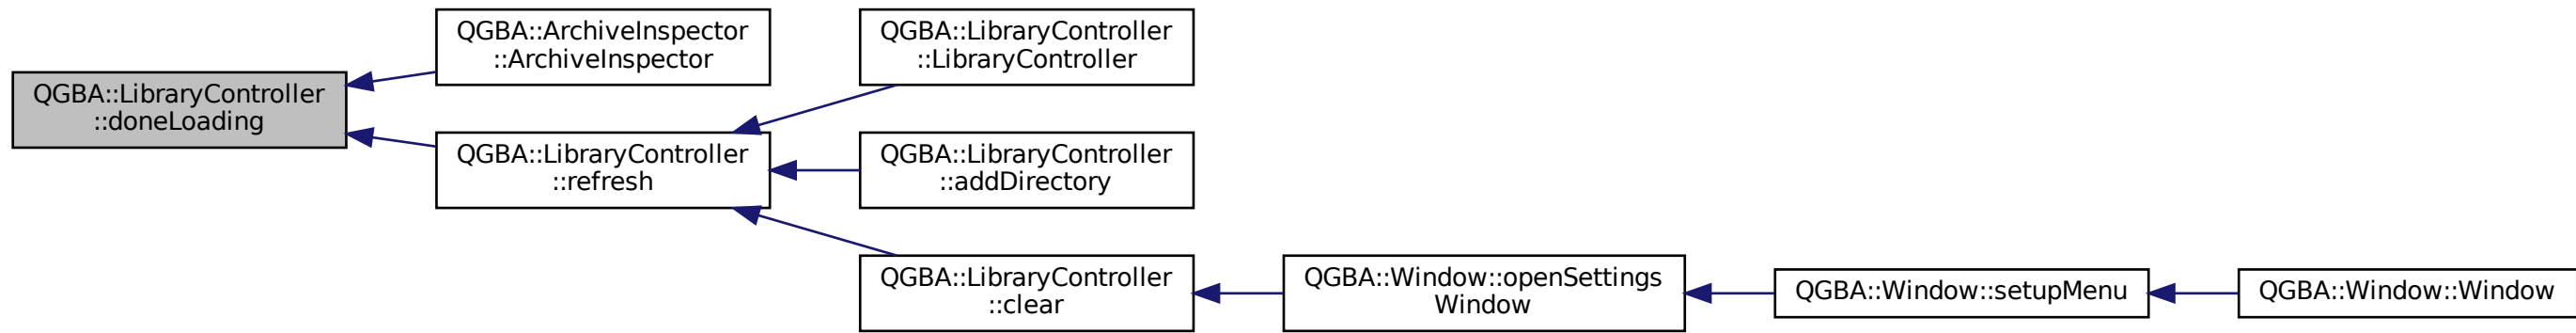 QGBA::LibraryController
::doneLoading
QGBA::ArchiveInspector
::ArchiveInspector
QGBA::LibraryController
::refresh
QGBA::LibraryController
::LibraryController
QGBA::LibraryController
::addDirectory
QGBA::LibraryController
::clear
QGBA::Window::openSettings
Window
QGBA::Window::setupMenu
QGBA::Window::Window